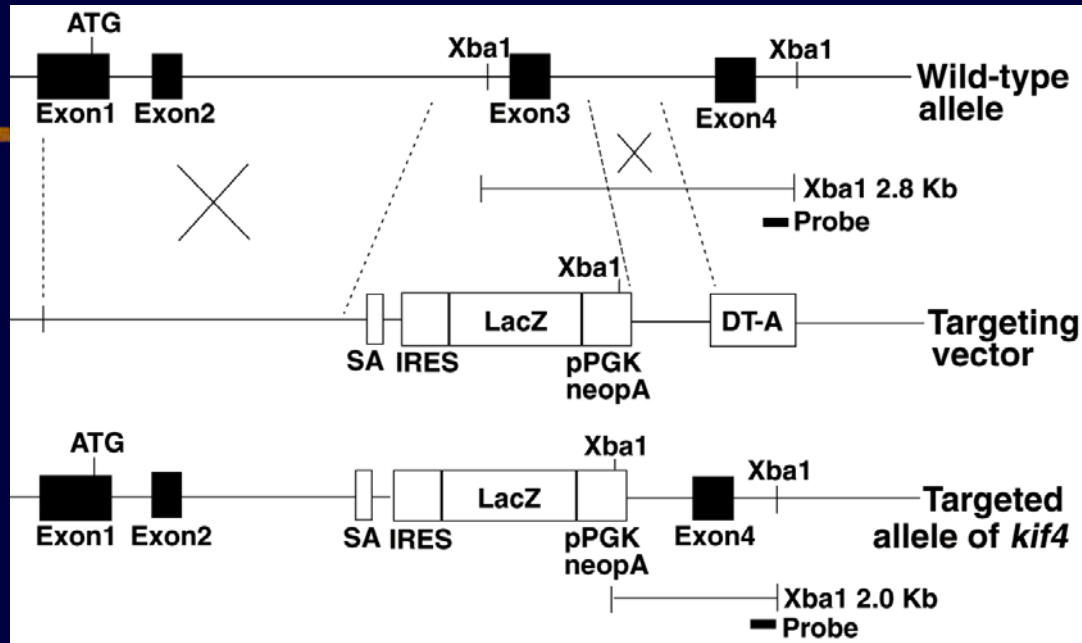 ATG
Xba1
Xba1
Exon1
Exon2
Exon3
Exon4
Wild-type
allele
Xba1 2.8 Kb
Probe
Xba1
LacZ
DT-A
SA
IRES
pPGK
neopA
Targeting
vector
ATG
Xba1
Xba1
LacZ
Exon1
Exon2
SA
IRES
pPGK
neopA
Exon4
Targeted
allele of kif4
Xba1 2.0 Kb
Probe